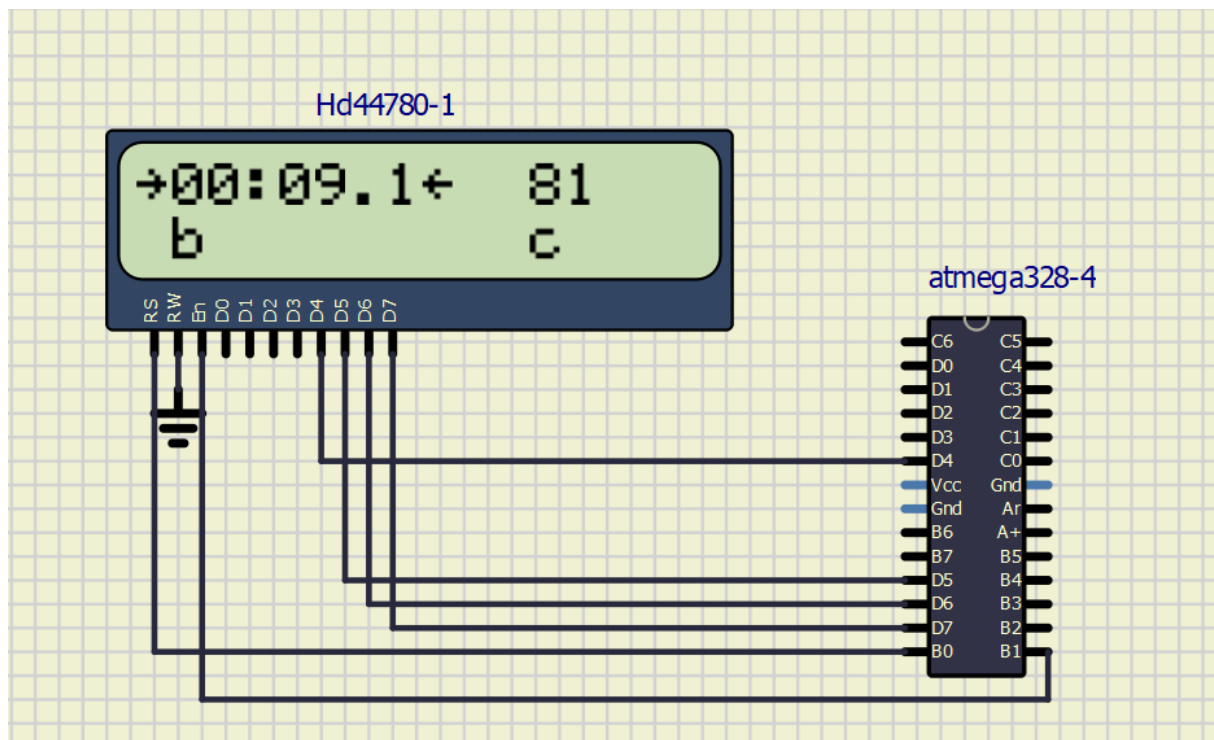 Hd44780-1
→00:09.1← 81
b c
RS RW En D0 D1 D2 D3 D4 D5 D6 D7
atmega328-4
C6 C5
D0 C4
D1 C3
D2 C2
D3 C1
D4 C0
Vcc Gnd
Gnd Ar
B6 A+
B7 B5
D5 B4
D6 B3
D7 B2
B0 B1